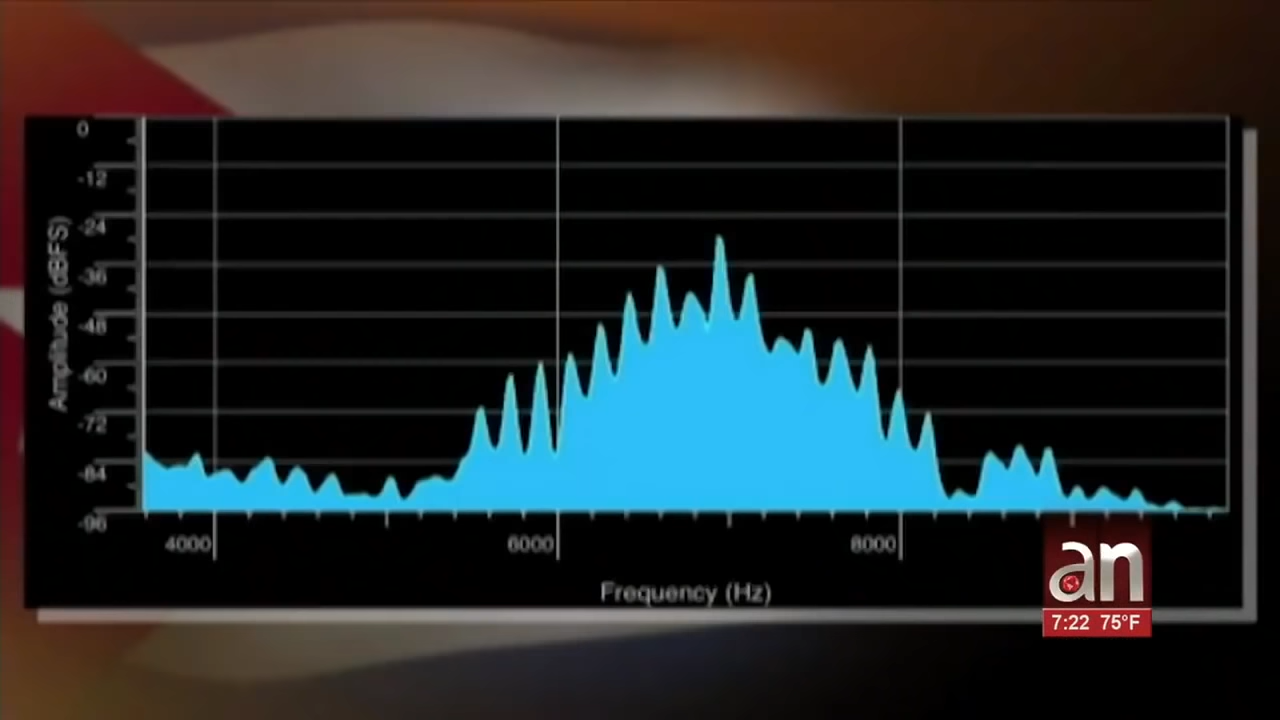 0
-12
-24
-36
-48
-60
-72
-84
-96
Amplitude (dBFS)
4000 6000 8000
Frequency (Hz)
an
7:22 75°F